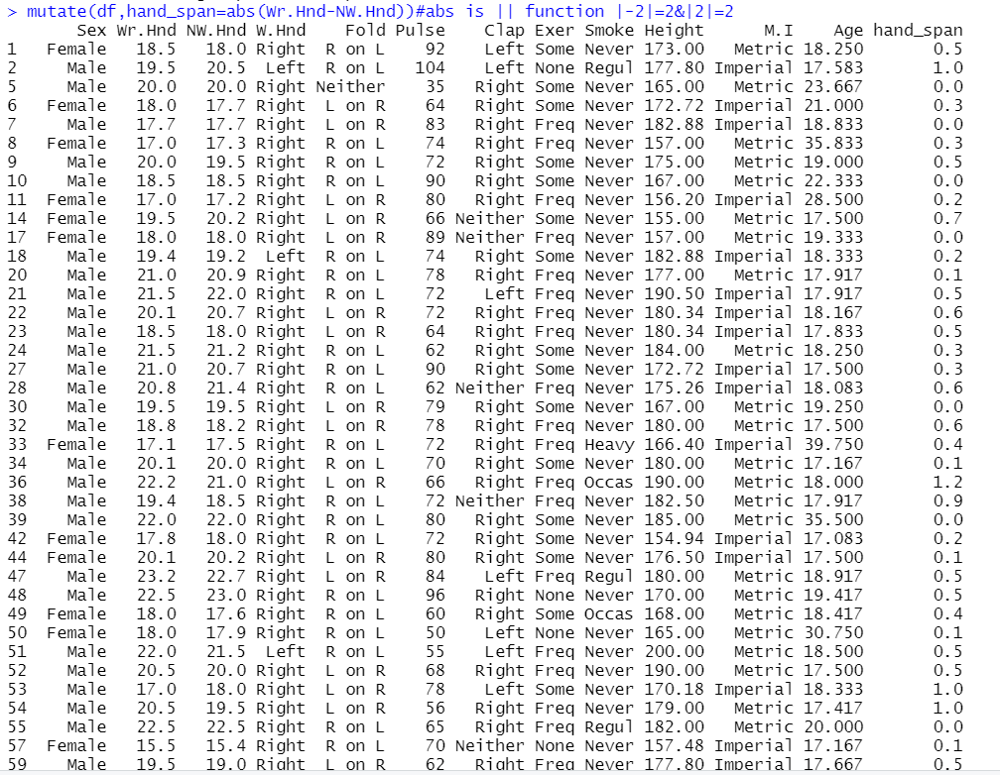 > mutate(df,hand_span=abs(Wr.Hnd-NW.Hnd))#abs is || function |-2|=2&|2|=2
Sex Wr.Hnd NW.Hnd W.Hnd Fold Pulse Clap Exer Smoke Height M.I Age hand_span
1 Female 18.5 18.0 Right R on L 92 Left Some Never 173.00 Metric 18.250 0.5
2 Male 19.5 20.5 Left R on L 104 Left None Regul 177.80 Imperial 17.583 1.0
5 Male 20.0 20.0 Right Neither 35 Right Some Never 165.00 Metric 23.667 0.0
6 Female 18.0 17.7 Right L on R 64 Right Some Never 172.72 Imperial 21.000 0.3
7 Male 17.7 17.7 Right L on R 83 Right Freq Never 182.88 Imperial 18.833 0.0
8 Female 17.0 17.3 Right L on R 74 Right Freq Never 157.00 Metric 35.833 0.3
9 Male 20.0 19.5 Right R on L 72 Right Some Never 175.00 Metric 19.000 0.5
10 Male 18.5 18.5 Right R on L 90 Right Some Never 167.00 Metric 22.333 0.0
11 Female 17.0 17.2 Right L on R 80 Right Freq Never 156.20 Imperial 28.500 0.2
14 Female 19.5 20.2 Right L on R 66 Neither Some Never 155.00 Metric 17.500 0.7
17 Female 18.0 18.0 Right R on L 89 Neither Freq Never 157.00 Metric 19.333 0.0
18 Male 19.4 19.2 Left R on L 74 Right Some Never 182.88 Imperial 18.333 0.2
20 Male 21.0 20.9 Right R on L 78 Right Freq Never 177.00 Metric 17.917 0.1
21 Male 21.5 22.0 Right R on L 72 Left Freq Never 190.50 Imperial 17.917 0.5
22 Male 20.1 20.7 Right L on R 72 Right Freq Never 180.34 Imperial 18.167 0.6
23 Male 18.5 18.0 Right L on R 64 Right Freq Never 180.34 Imperial 17.833 0.5
24 Male 21.5 21.2 Right R on L 62 Right Some Never 184.00 Metric 18.250 0.3
27 Male 21.0 20.7 Right R on L 90 Right Some Never 172.72 Imperial 17.500 0.3
28 Male 20.8 21.4 Right R on L 62 Neither Freq Never 175.26 Imperial 18.083 0.6
30 Male 19.5 19.5 Right L on R 79 Right Some Never 167.00 Metric 19.250 0.0
32 Male 18.8 18.2 Right L on R 78 Right Freq Never 180.00 Metric 17.500 0.6
33 Female 17.1 17.5 Right R on L 72 Right Freq Heavy 166.40 Imperial 39.750 0.4
34 Male 20.1 20.0 Right R on L 70 Right Some Never 180.00 Metric 17.167 0.1
36 Male 22.2 21.0 Right L on R 66 Right Freq Occas 190.00 Metric 18.000 1.2
38 Male 19.4 18.5 Right R on L 72 Neither Freq Never 182.50 Metric 17.917 0.9
39 Male 22.0 22.0 Right R on L 80 Right Some Never 185.00 Metric 35.500 0.0
42 Female 17.8 18.0 Right R on L 72 Right Some Never 154.94 Imperial 17.083 0.2
44 Female 20.1 20.2 Right L on R 80 Right Some Never 176.50 Imperial 17.500 0.1
47 Male 23.2 22.7 Right L on R 84 Left Freq Regul 180.00 Metric 18.917 0.5
48 Male 22.5 23.0 Right R on L 96 Right None Never 170.00 Metric 19.417 0.5
49 Female 18.0 17.6 Right R on L 60 Right Some Occas 168.00 Metric 18.417 0.4
50 Female 18.0 17.9 Right R on L 50 Left None Never 165.00 Metric 30.750 0.1
51 Male 22.0 21.5 Left R on L 55 Left Freq Never 200.00 Metric 18.500 0.5
52 Male 20.5 20.0 Right L on R 68 Right Freq Never 190.00 Metric 17.500 0.5
53 Male 17.0 18.0 Right R on L 78 Left Some Never 170.18 Imperial 18.333 1.0
54 Male 20.5 19.5 Right L on R 56 Right Freq Never 179.00 Metric 17.417 1.0
55 Male 22.5 22.5 Right R on L 65 Right Freq Regul 182.00 Metric 20.000 0.0
57 Female 15.5 15.4 Right R on L 70 Neither None Never 157.48 Imperial 17.167 0.1
59 Male 19.5 19.0 Right L on R 62 Right Freq Never 177.80 Imperial 17.667 0.5